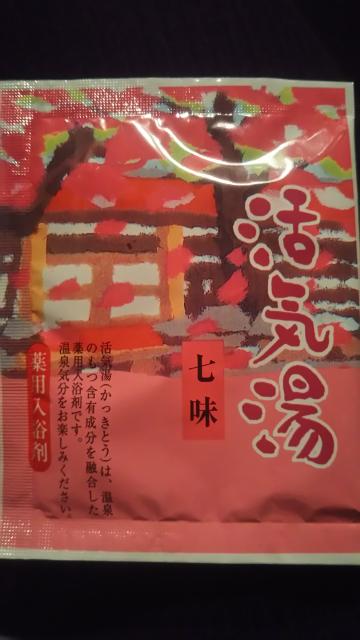 活気湯
七味
活気湯(かっきとう)は、温泉
のもつ含有成分を融合した
薬用入浴剤です。
温泉気分をお楽しみください。
薬用入浴剤